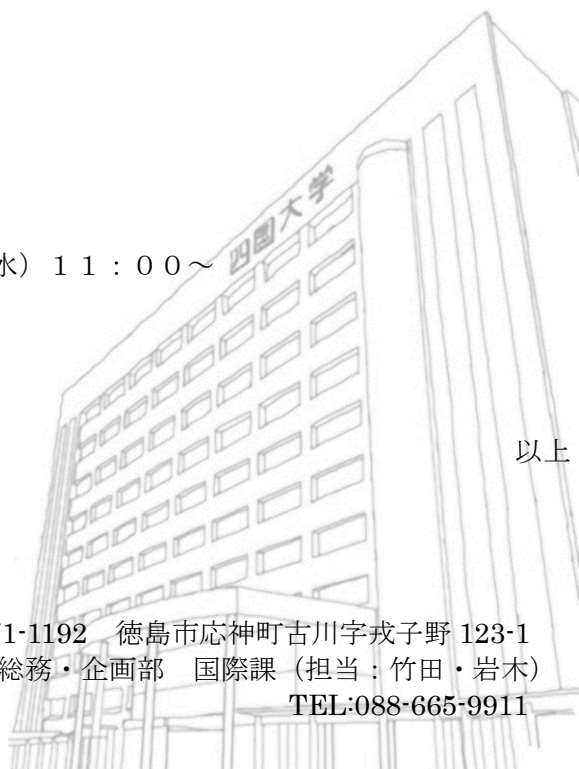 水）１１：００～
四国大学
以上
71-1192　徳島市応神町古川字戎子野 123-1
総務・企画部　国際課（担当：竹田・岩木）
TEL:088-665-9911